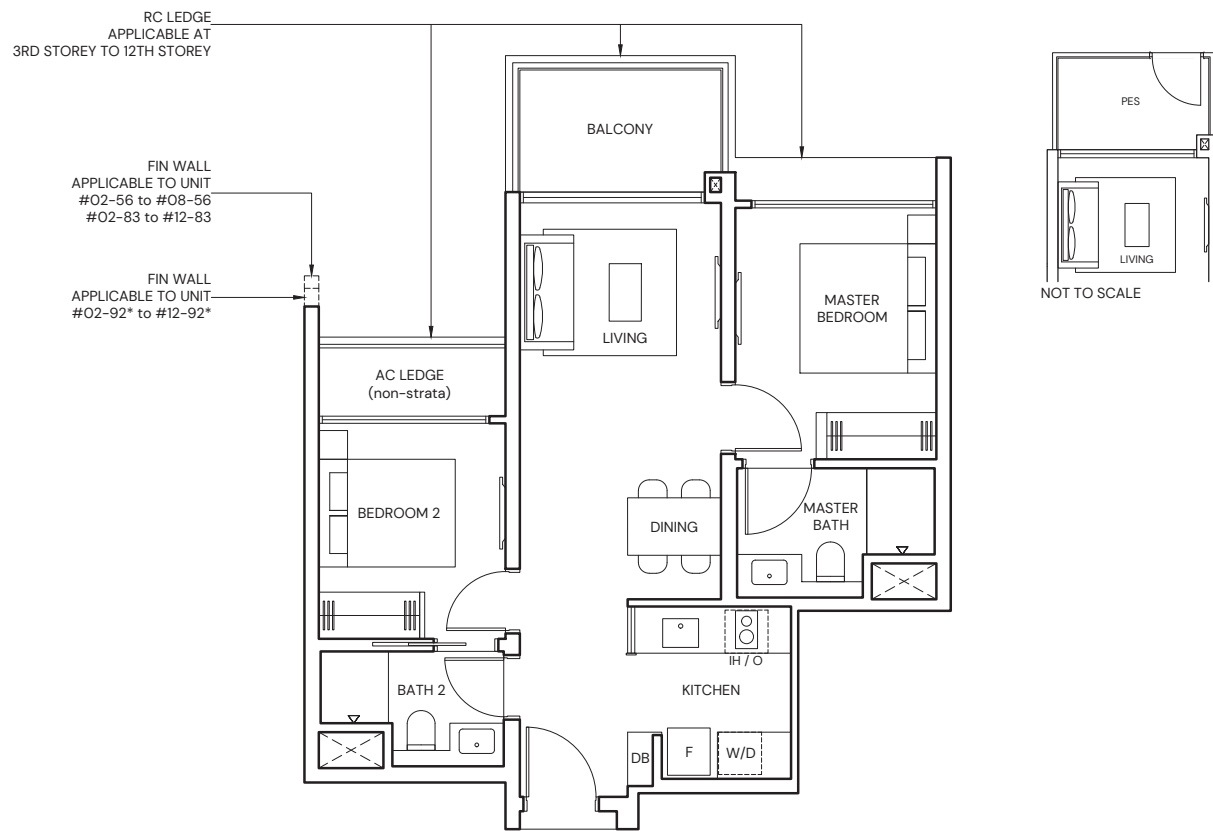 RC LEDGE
APPLICABLE AT
3RD STOREY TO 12TH STOREY
FIN WALL
APPLICABLE TO UNIT
#02-56 to #08-56
#02-83 to #12-83
FIN WALL
APPLICABLE TO UNIT
#02-92* to #12-92*
BALCONY
PES
LIVING
NOT TO SCALE
MASTER
BEDROOM
LIVING
AC LEDGE
(non-strata)
BEDROOM 2
DINING
MASTER
BATH
IH / O
BATH 2
KITCHEN
DB
F
W/D